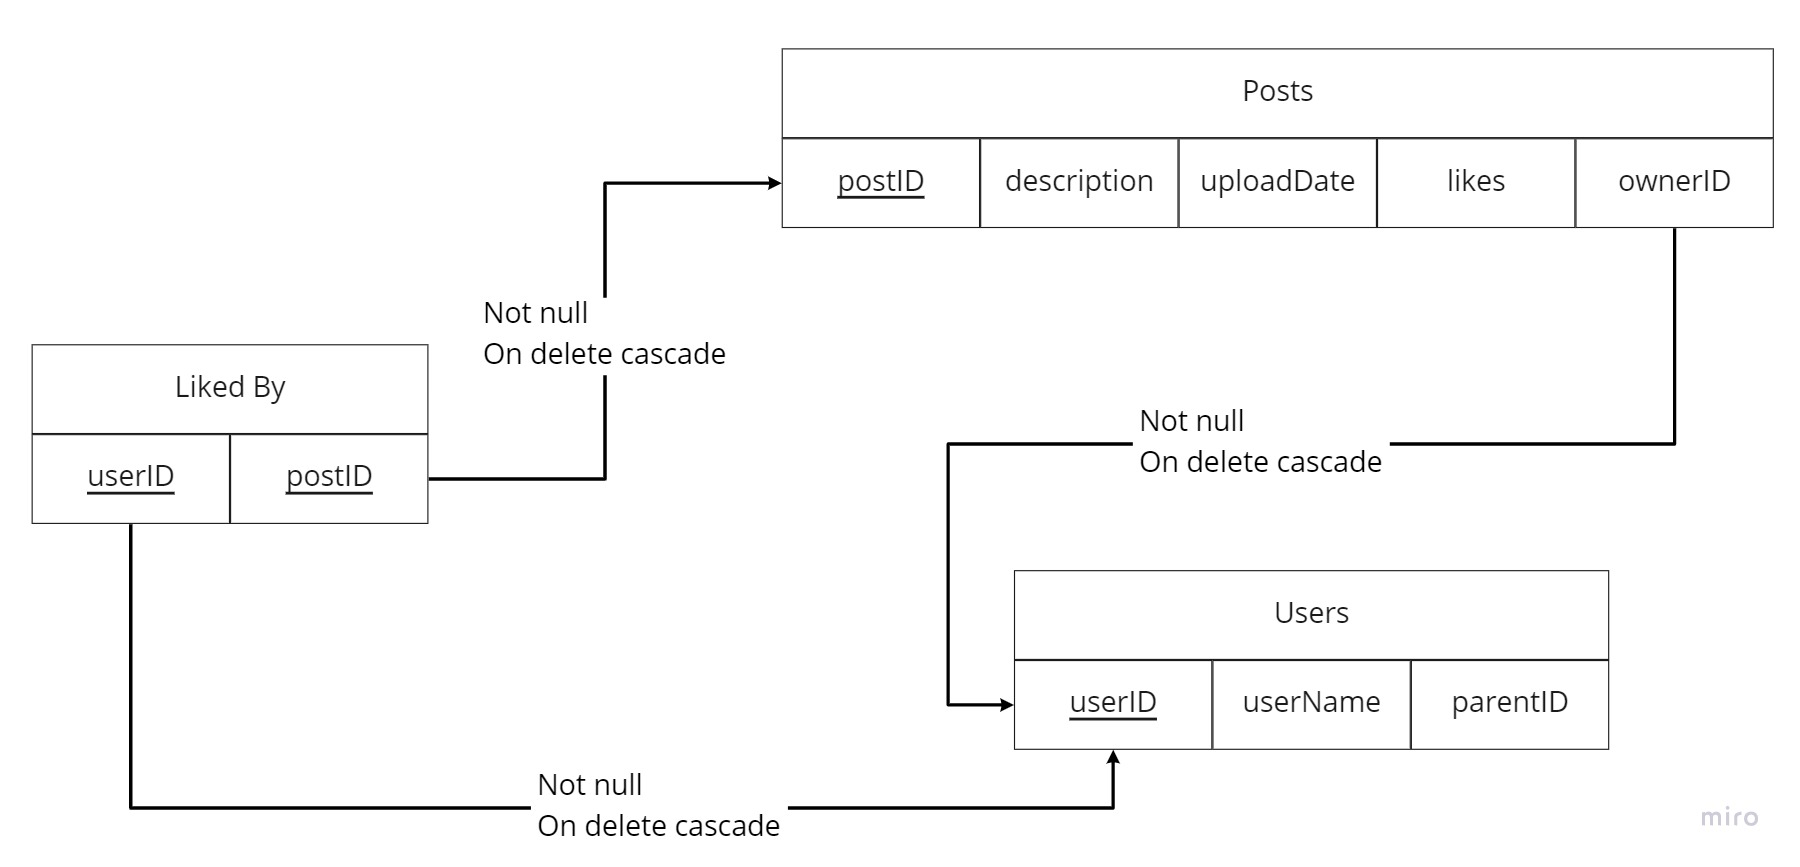 Posts
postID description uploadDate likes ownerID
Not null
On delete cascade
Liked By
userID postID
Not null
On delete cascade
Users
userID userName parentID
Not null
On delete cascade
miro